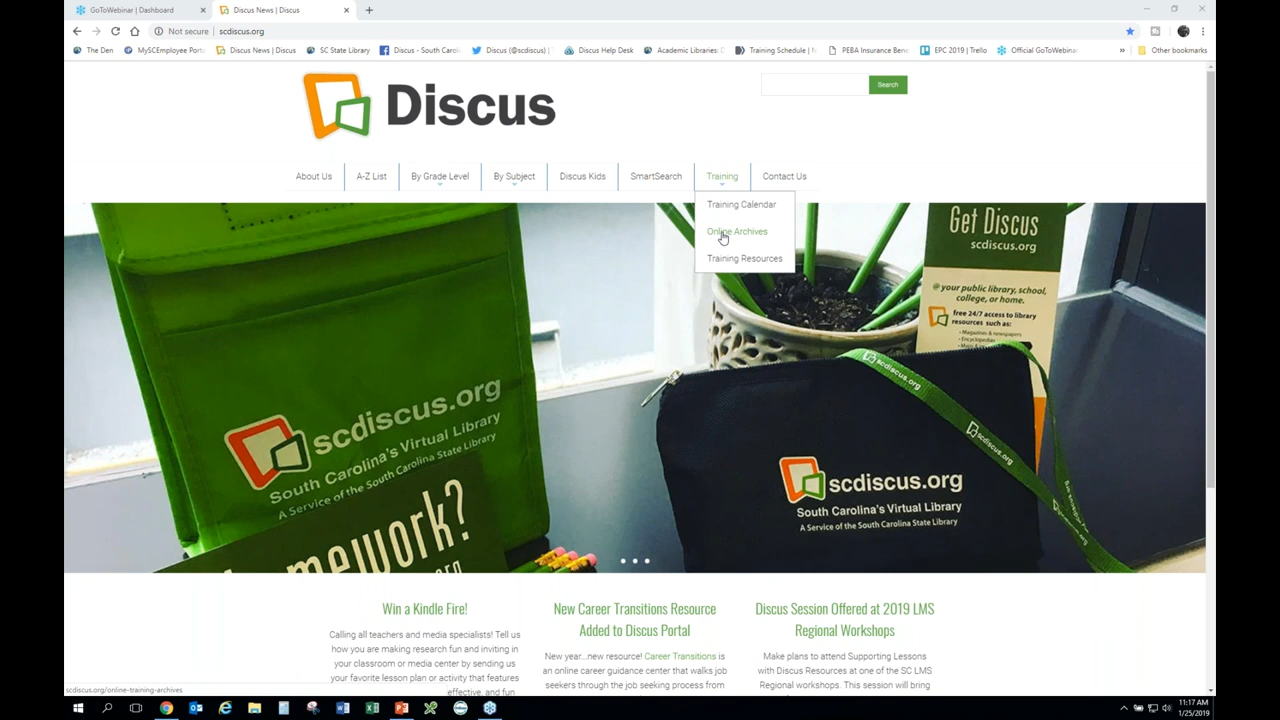 GoToWebinar | Dashboard
Discus News | Discus
Not secure | scdiscus.org
The Den
MySCEmployee Porta
Discus News | Discus
SC State Library
Discus - South Caroli
Discus (@scdiscus) |
Discus Help Desk
Academic Libraries: D
Training Schedule | N
PEBA Insurance Bene
EPC 2019 | Trello
Official GoToWebinar
»
Other bookmarks
Discus
Search
About Us
A-Z List
By Grade Level
By Subject
Discus Kids
SmartSearch
Training
Contact Us
Training Calendar
Online Archives
Training Resources
Get Discus
scdiscus.org
@ your public library, school,
college, or home.
free 24/7 access to library
resources such as:
• Magazines & newspapers
• Encyclopedias
scdiscus.org
South Carolina's Virtual Library
A Service of the South Carolina State Library
mework?
scdiscus.org
South Carolina's Virtual Library
A Service of the South Carolina State Library
scdiscus.org
scdiscus.org
Win a Kindle Fire!
Calling all teachers and media specialists! Tell us
how you are making research fun and inviting in
your classroom or media center by sending us
your favorite lesson plan or activity that features
effective, and fun
New Career Transitions Resource
Added to Discus Portal
New year...new resource! Career Transitions is
an online career guidance center that walks job
seekers through the job seeking process from
Discus Session Offered at 2019 LMS
Regional Workshops
Make plans to attend Supporting Lessons
with Discus Resources at one of the SC LMS
Regional workshops. This session will bring
scdiscus.org/online-training-archives
11:17 AM
1/25/2019